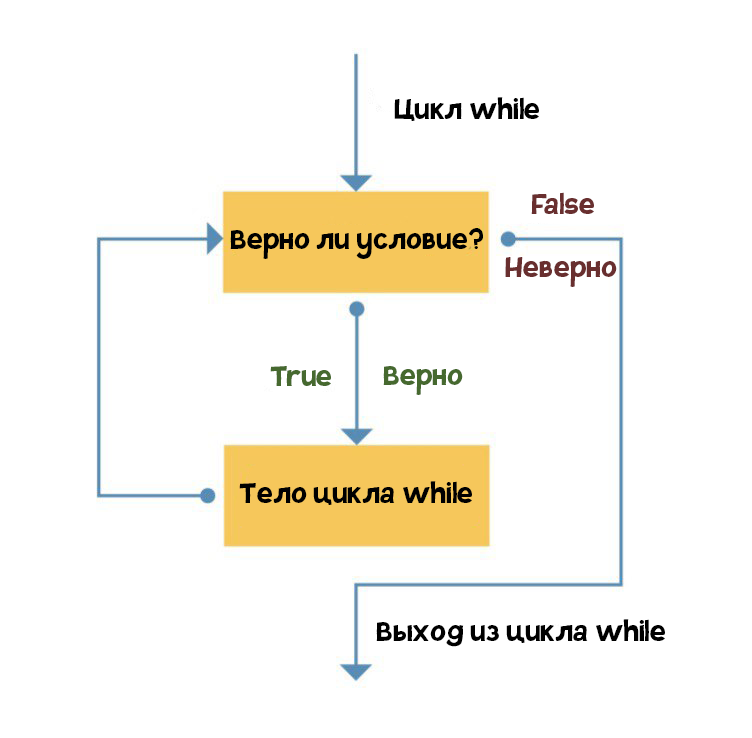 Цикл while
False
Верно ли условие?
Неверно
True
Верно
Тело цикла while
Выход из цикла while